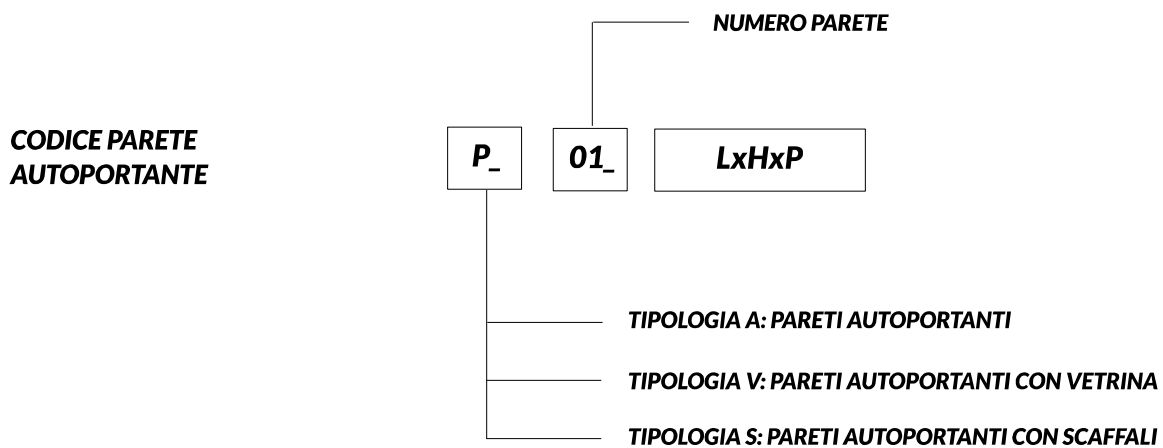 NUMERO PARETE
CODICE PARETE
AUTOPORTANTE
P_ 01_ LxHxP
TIPOLOGIA A: PARETI AUTOPORTANTI
TIPOLOGIA V: PARETI AUTOPORTANTI CON VETRINA
TIPOLOGIA S: PARETI AUTOPORTANTI CON SCAFFALI